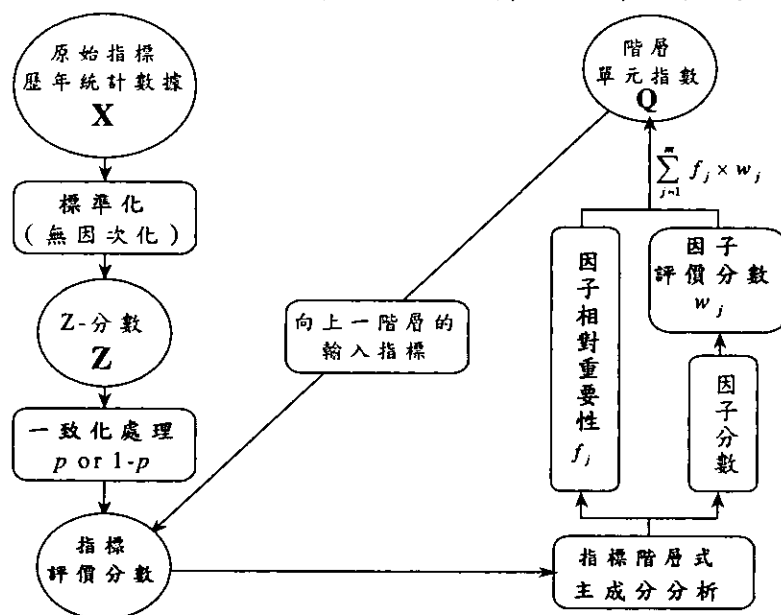 原始指標
歷年統計數據
X
標準化
(無因次化)
Z-分數
Z
一致化處理
p or 1-p
指標
評價分數
向上一階層的
輸入指標
階層
單元指數
Q
\sum_{j=1}^{m} f_j × w_j
因子相對重要性 f_j
因子
評價分數
w_j
因子分數
指標階層式
主成分分析